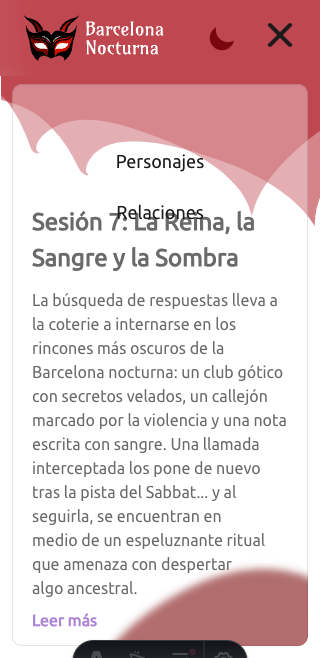 Barcelona
Nocturna
Personajes
Relaciones
Sesión 7: La Reina, la
Sangre y la Sombra
La búsqueda de respuestas lleva a
la coterie a internarse en los
rincones más oscuros de la
Barcelona nocturna: un club gótico
con secretos velados, un callejón
marcado por la violencia y una nota
escrita con sangre. Una llamada
interceptada los pone de nuevo
tras la pista del Sabbat... y al
seguirla, se encuentran en
medio de un espeluznante ritual
que amenaza con despertar
algo ancestral.
Leer más